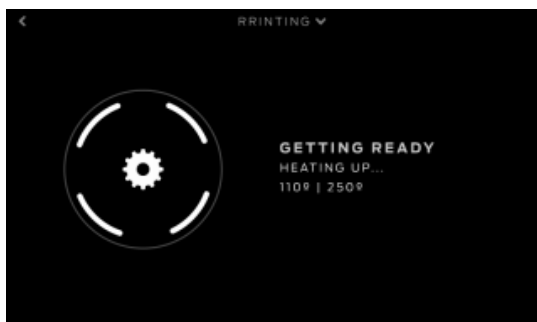 RRINTING
GETTING READY
HEATING UP...
110º | 250º